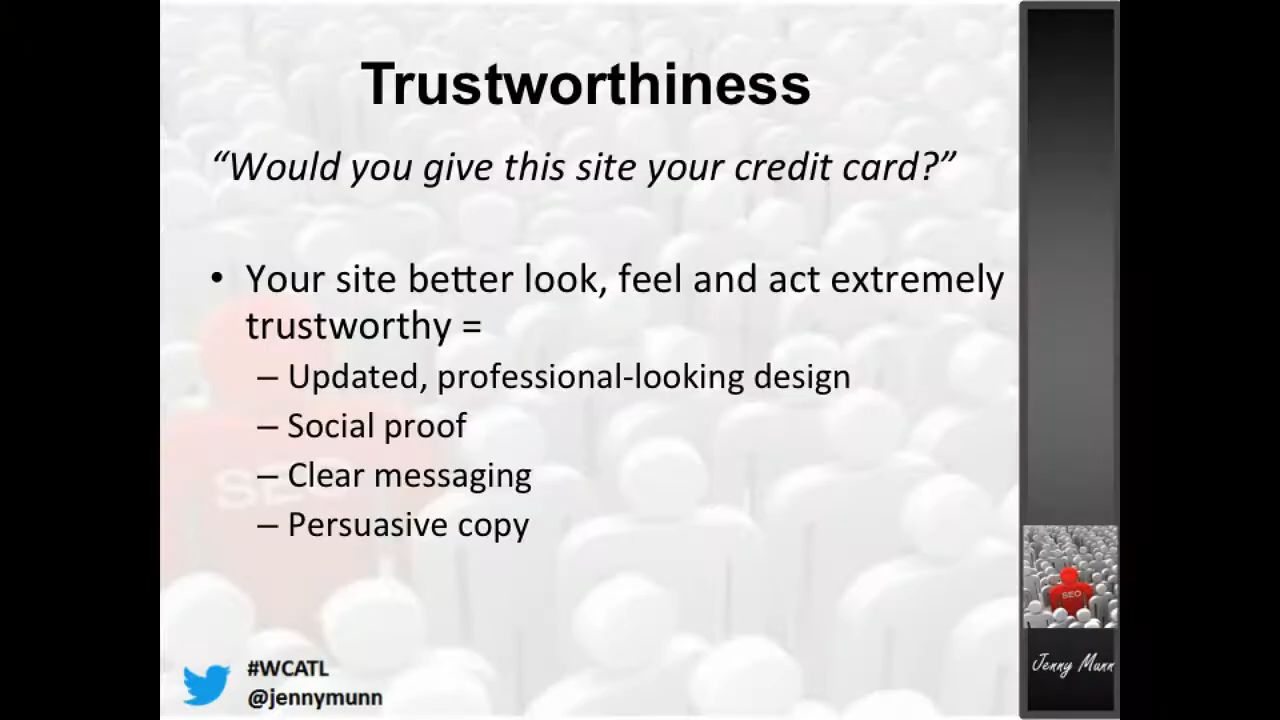 Trustworthiness
“Would you give this site your credit card?”
• Your site better look, feel and act extremely
trustworthy =
– Updated, professional-looking design
– Social proof
– Clear messaging
– Persuasive copy
SEO
SEO
Jenny Munn
#WCATL
@jennymunn